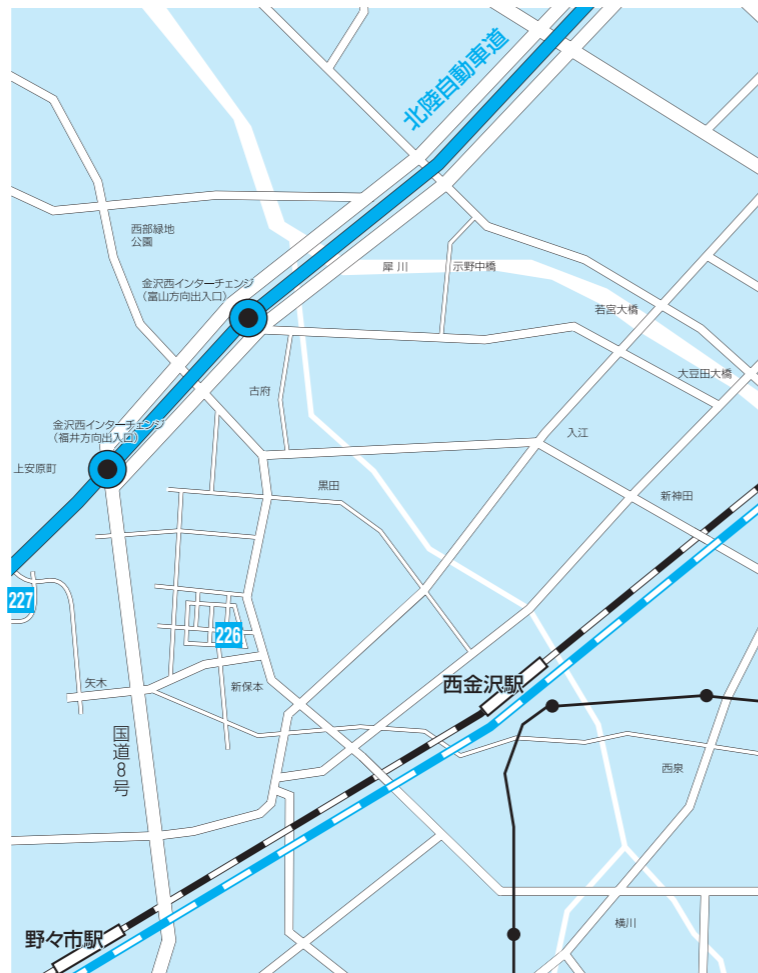 北陸自動車道
西部緑地
公園
金沢西インターチェンジ
(富山方向出入口)
犀川
示野中橋
若宮大橋
大豆田大橋
古府
金沢西インターチェンジ
(福井方向出入口)
上安原町
入江
黒田
新神田
227
226
矢木
新保本
西金沢駅
国道8号
西泉
横川
野々市駅